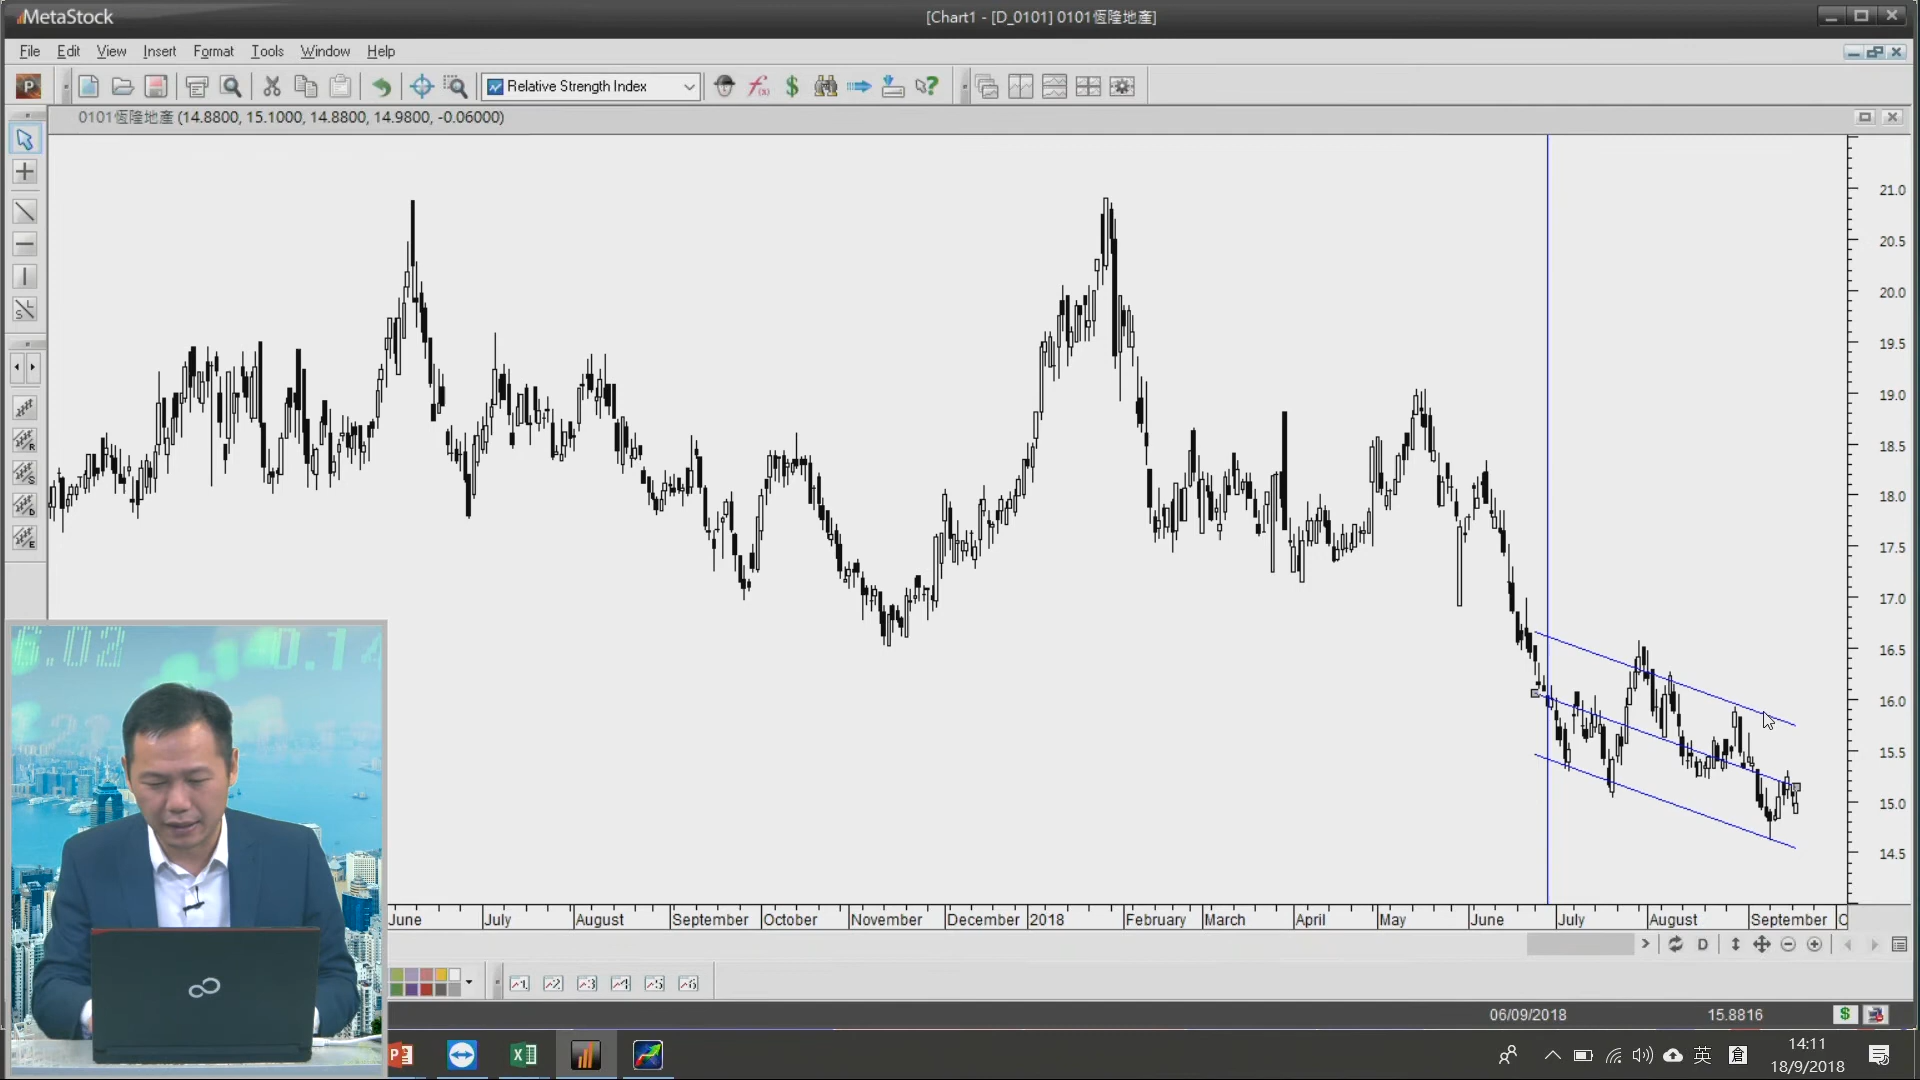 MetaStock
[Chart1 - [D_0101] 0101恆隆地產]
File Edit View Insert Format Tools Window Help
Relative Strength Index
0101恆隆地產 (14.8800, 15.1000, 14.8800, 14.9800, -0.06000)
21.0
20.5
20.0
19.5
19.0
18.5
18.0
17.5
17.0
16.5
16.0
15.5
15.0
14.5
June July August September October November December 2018 February March April May June July August September O
D
06/09/2018 15.8816
英 倉
14:11
18/9/2018